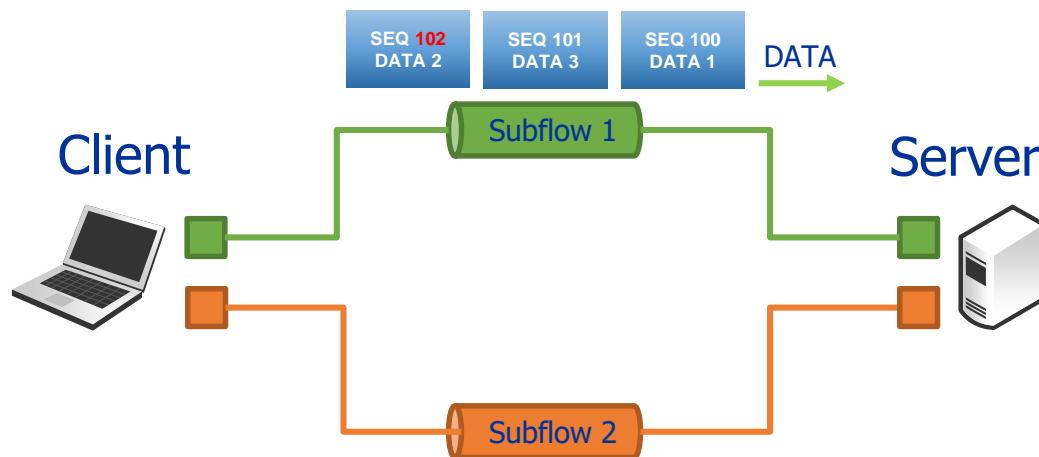 SEQ 102
DATA 2
SEQ 101
DATA 3
SEQ 100
DATA 1
DATA
Subflow 1
Client
Server
Subflow 2